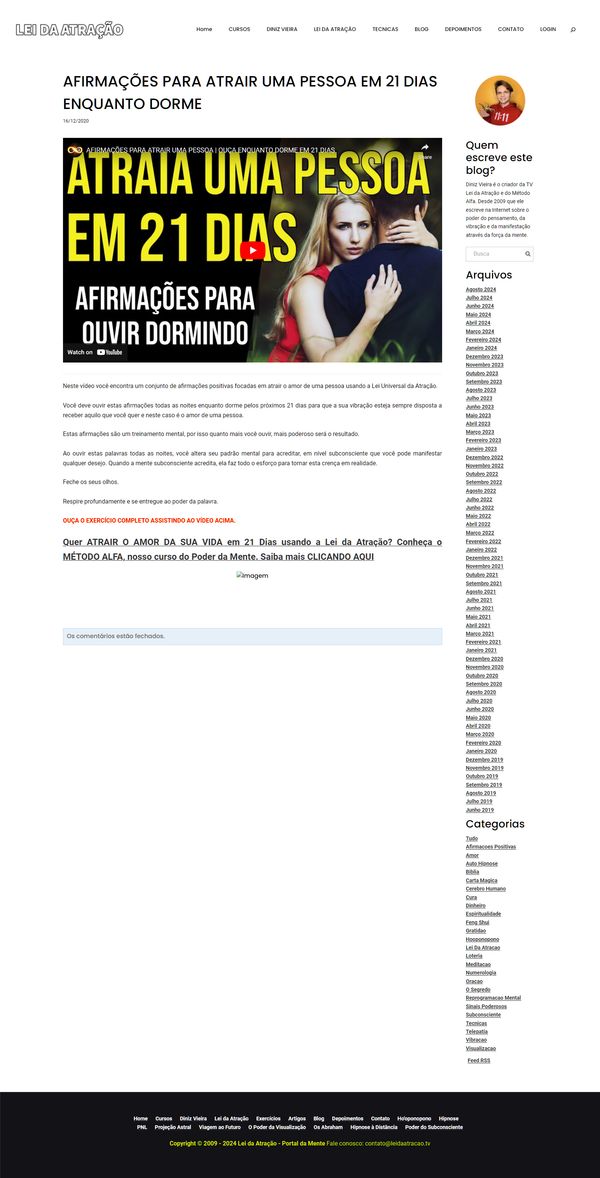 LEI DA ATRAÇÃO
Home CURSOS DINIZ VIEIRA LEI DA ATRAÇÃO TECNICAS BLOG DEPOIMENTOS CONTATO LOGIN
AFIRMAÇÕES PARA ATRAIR UMA PESSOA EM 21 DIAS
ENQUANTO DORME
16/12/2020
AFIRMAÇÕES PARA ATRAIR UMA PESSOA | OUÇA ENQUANTO DORME EM 21 DIAS
Share
ATRAIA UMA PESSOA
EM 21 DIAS
AFIRMAÇÕES PARA
OUVIR DORMINDO
Watch on YouTube
Neste vídeo você encontra um conjunto de afirmações positivas focadas em atrair o amor de uma pessoa usando a Lei Universal da Atração.
Você deve ouvir estas afirmações todas as noites enquanto dorme pelos próximos 21 dias para que a sua vibração esteja sempre disposta a
receber aquilo que você quer e neste caso é o amor de uma pessoa.
Estas afirmações são um treinamento mental, por isso quanto mais você ouvir, mais poderoso será o resultado.
Ao ouvir estas palavras todas as noites, você altera seu padrão mental para acreditar, em nível subconsciente que você pode manifestar
qualquer desejo. Quando a mente subconsciente acredita, ela faz todo o esforço para tornar esta crença em realidade.
Feche os seus olhos.
Respire profundamente e se entregue ao poder da palavra.
OUÇA O EXERCÍCIO COMPLETO ASSISTINDO AO VÍDEO ACIMA.
Quer ATRAIR O AMOR DA SUA VIDA em 21 Dias usando a Lei da Atração? Conheça o
MÉTODO ALFA, nosso curso do Poder da Mente. Saiba mais CLICANDO AQUI
Imagem
Os comentários estão fechados.
11:11
Quem
escreve este
blog?
Diniz Vieira é o criador da TV
Lei da Atração e do Método
Alfa. Desde 2009 que ele
escreve na Internet sobre o
poder do pensamento, da
vibração e da manifestação
através da força da mente.
Busca
Arquivos
Agosto 2024
Julho 2024
Junho 2024
Maio 2024
Abril 2024
Março 2024
Fevereiro 2024
Janeiro 2024
Dezembro 2023
Novembro 2023
Outubro 2023
Setembro 2023
Agosto 2023
Julho 2023
Junho 2023
Maio 2023
Abril 2023
Março 2023
Fevereiro 2023
Janeiro 2023
Dezembro 2022
Novembro 2022
Outubro 2022
Setembro 2022
Agosto 2022
Julho 2022
Junho 2022
Maio 2022
Abril 2022
Março 2022
Fevereiro 2022
Janeiro 2022
Dezembro 2021
Novembro 2021
Outubro 2021
Setembro 2021
Agosto 2021
Julho 2021
Junho 2021
Maio 2021
Abril 2021
Março 2021
Fevereiro 2021
Janeiro 2021
Dezembro 2020
Novembro 2020
Outubro 2020
Setembro 2020
Agosto 2020
Julho 2020
Junho 2020
Maio 2020
Abril 2020
Março 2020
Fevereiro 2020
Janeiro 2020
Dezembro 2019
Novembro 2019
Outubro 2019
Setembro 2019
Agosto 2019
Julho 2019
Junho 2019
Categorias
Tudo
Afirmacoes Positivas
Amor
Auto Hipnose
Biblia
Carta Magica
Cerebro Humano
Cura
Dinheiro
Espiritualidade
Feng Shui
Gratidao
Hooponopono
Lei Da Atracao
Loteria
Meditacao
Numerologia
Oracao
O Segredo
Reprogramacao Mental
Sinais Poderosos
Subconsciente
Tecnicas
Telepatia
Vibracao
Visualizacao
Feed RSS
Home Cursos Diniz Vieira Lei da Atração Exercicios Artigos Blog Depoimentos Contato Ho'oponopono Hipnose
PNL Projeção Astral Viagem ao Futuro O Poder da Visualização Os Abraham Hipnose à Distância Poder do Subconsciente
Copyright © 2009 - 2024 Lei da Atração - Portal da Mente Fale conosco: contato@leidaatracao.tv